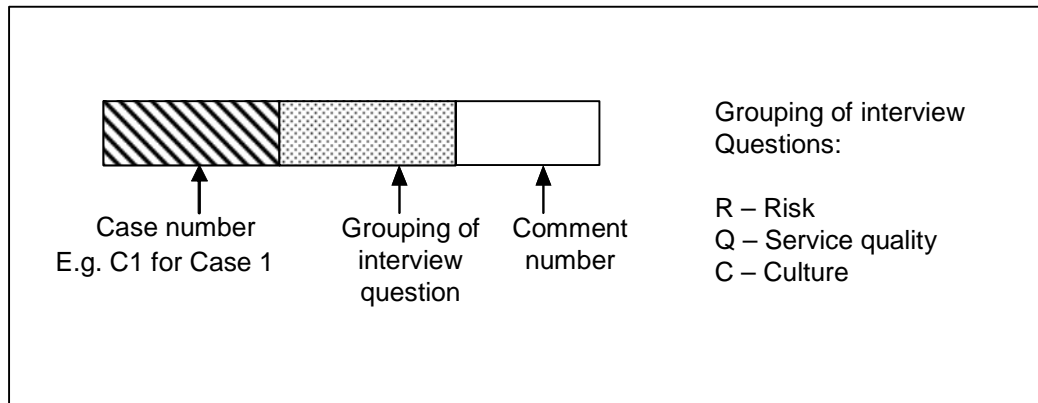 Case number
E.g. C1 for Case 1
Grouping of
interview
question
Comment
number
Grouping of interview
Questions:
R – Risk
Q – Service quality
C – Culture